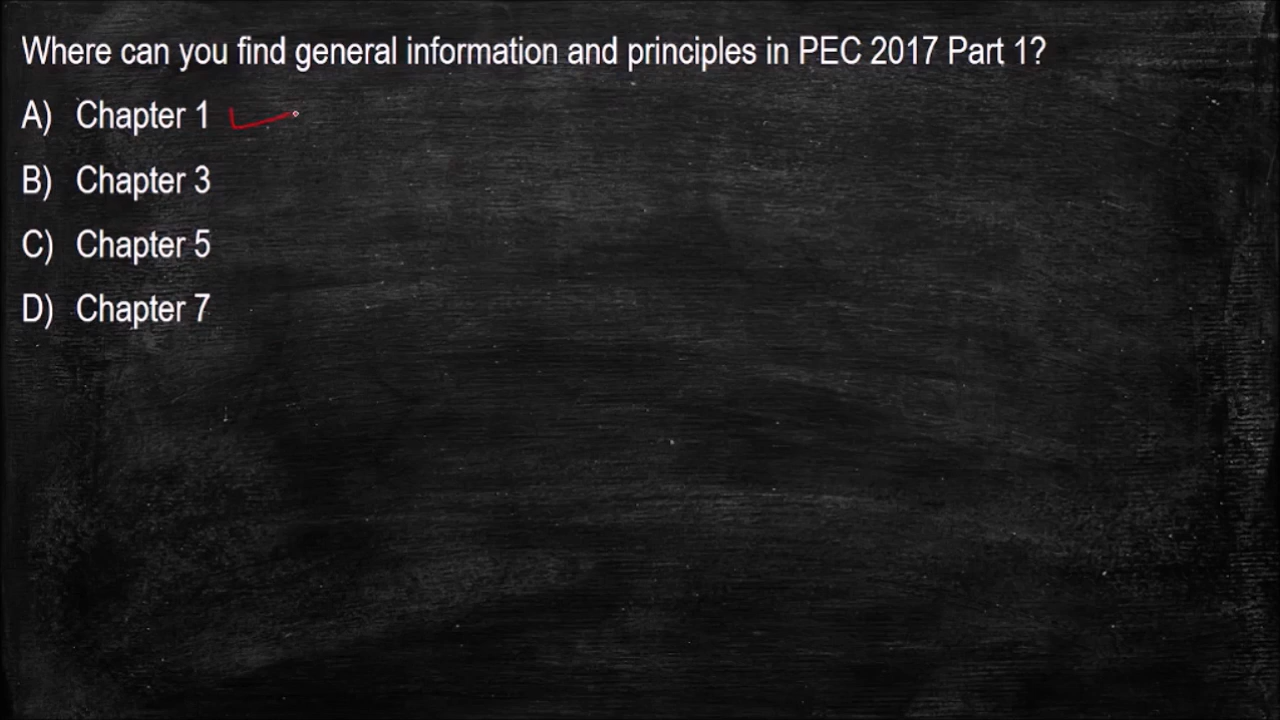 Where can you find general information and principles in PEC 2017 Part 1?
A) Chapter 1
B) Chapter 3
C) Chapter 5
D) Chapter 7